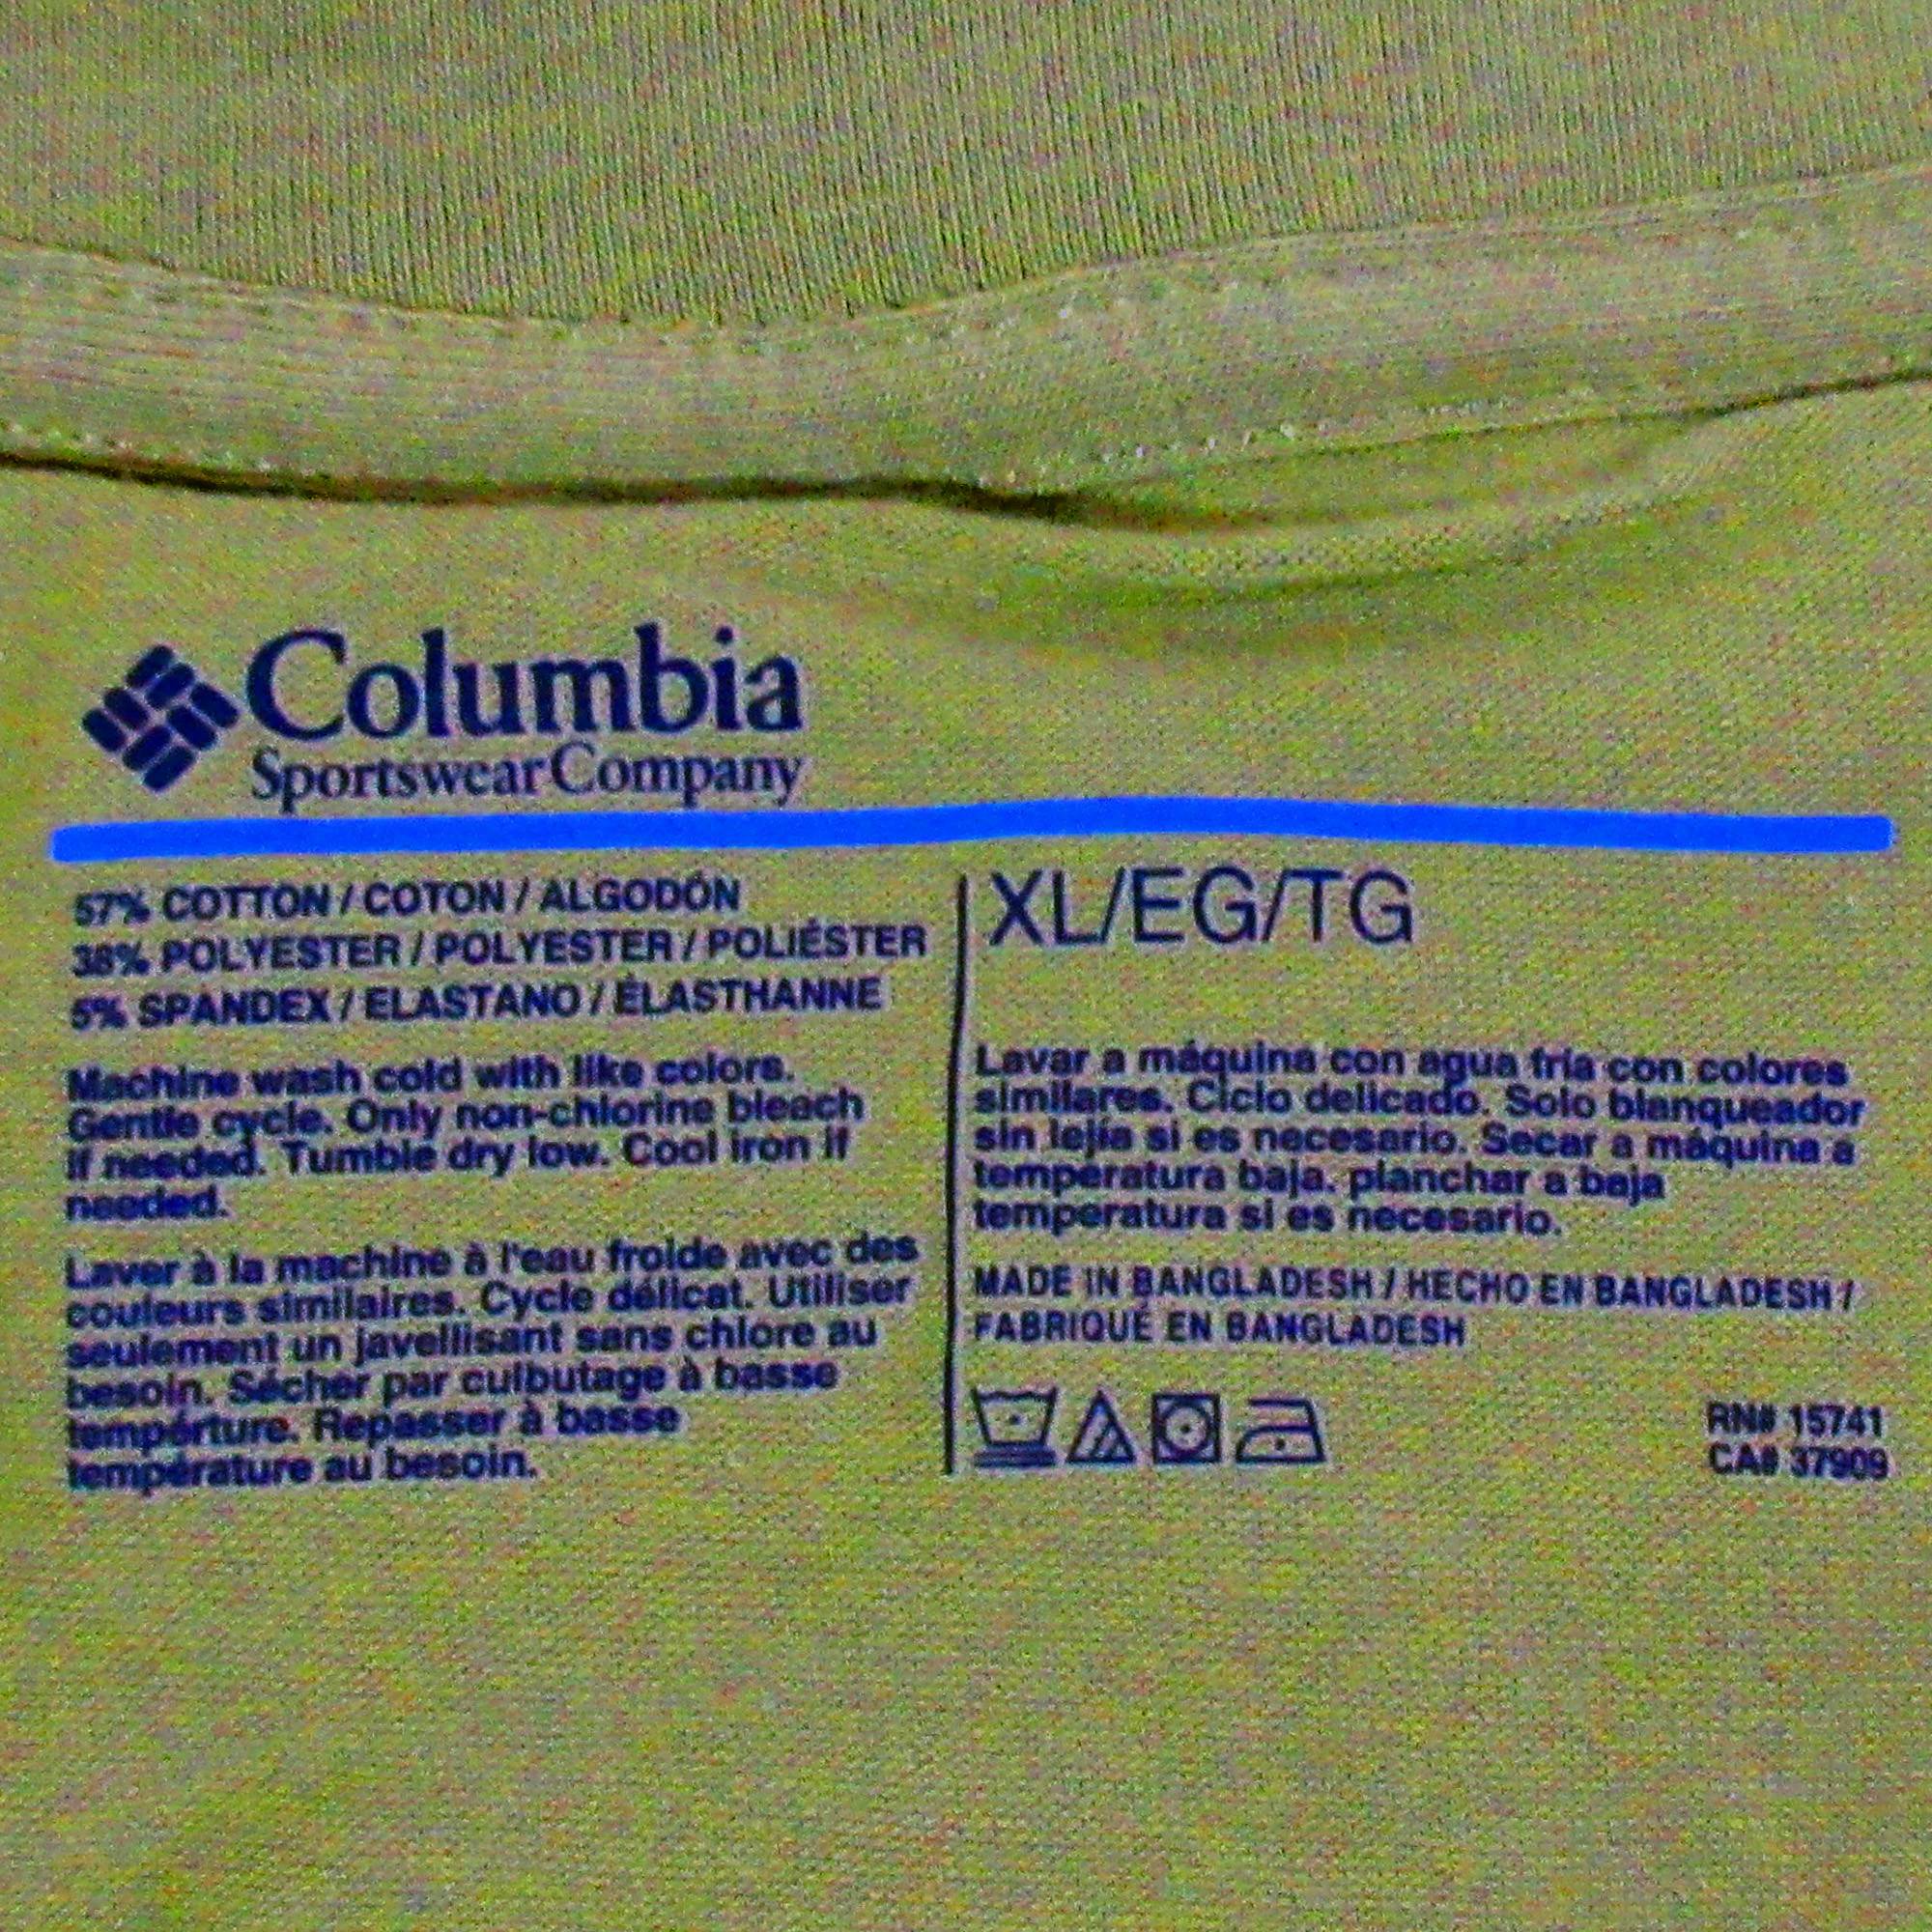 Columbia
Sportswear Company
57% COTTON / COTON / ALGODÓN
38% POLYESTER / POLYESTER / POLIÉSTER
5% SPANDEX / ELASTANO / ÉLASTHANNE
Machine wash cold with like colors.
Gentle cycle. Only non-chlorine bleach
if needed. Tumble dry low. Cool iron if
needed.
Laver à la machine à l'eau froide avec des
couleurs similaires. Cycle délicat. Utiliser
seulement un javellisant sans chlore au
besoin. Sécher par culbutage à basse
tempérture. Repasser à basse
température au besoin.
XL/EG/TG
Lavar a máquina con agua fría con colores
similares. Ciclo delicado. Solo blanqueador
sin lejía si es necesario. Secar a máquina a
temperatura baja. planchar a baja
temperatura si es necesario.
MADE IN BANGLADESH / HECHO EN BANGLADESH /
FABRIQUÉ EN BANGLADESH
RN# 15741
CA# 37909